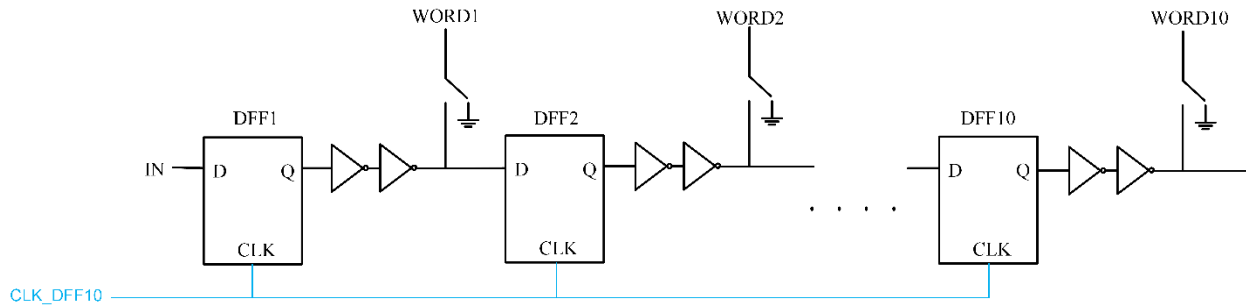 WORD1
WORD2
WORD10
DFF1
DFF2
DFF10
IN
D
Q
D
Q
D
Q
. . . .
CLK
CLK
CLK
CLK_DFF10